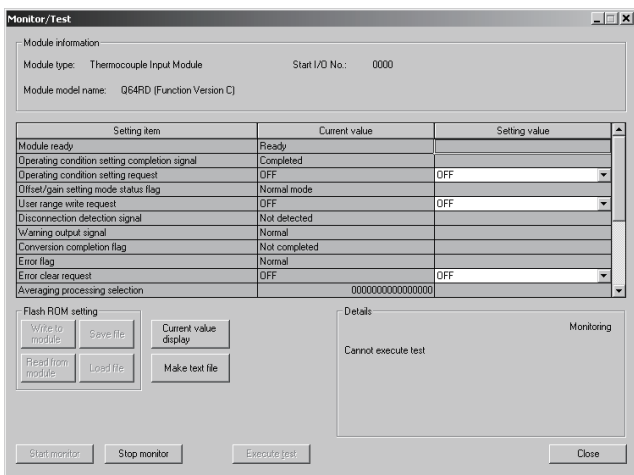 Monitor/Test
Module information
Module type: Thermocouple Input Module Start I/O No.: 0000
Module model name: Q64RD (Function Version C)
Setting item Current value Setting value
Module ready Ready
Operating condition setting completion signal Completed
Operating condition setting request OFF OFF
Offset/gain setting mode status flag Normal mode
User range write request OFF OFF
Disconnection detection signal Not detected
Warning output signal Normal
Conversion completion flag Not completed
Error flag Normal
Error clear request OFF OFF
Averaging processing selection 0000000000000000
Flash ROM setting
Write to module
Save file
Current value display
Read from module
Load file
Make text file
Details
Monitoring
Cannot execute test
Start monitor Stop monitor Execute test Close